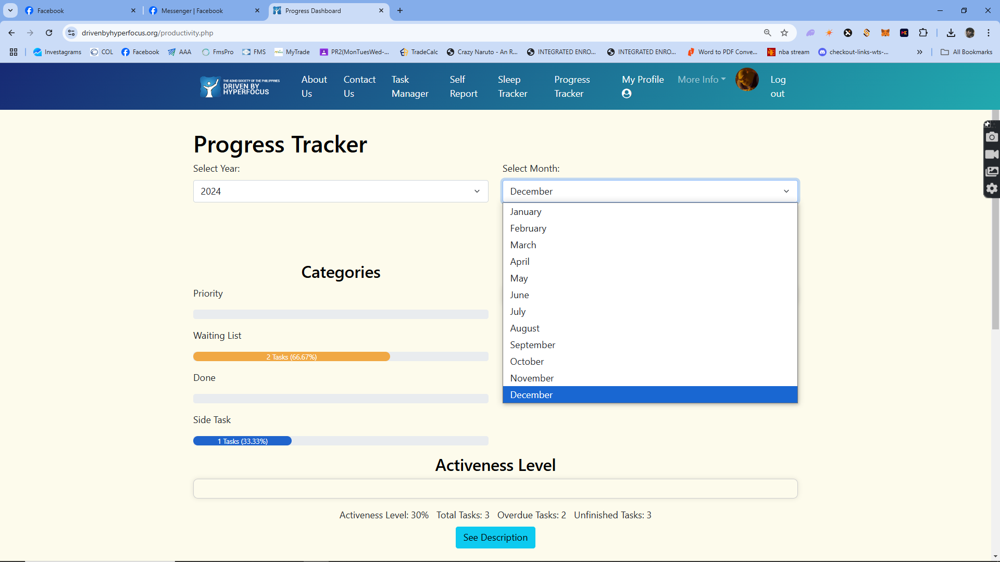 Facebook
Messenger | Facebook
Progress Dashboard
drivenbyhyperfocus.org/productivity.php
Investagrams
COL
Facebook
AAA
FmsPro
FMS
MyTrade
PR2(MonTuesWed-...
TradeCalc
Crazy Naruto - An R...
INTEGRATED ENRO...
INTEGRATED ENRO...
Word to PDF Conve...
nba stream
checkout-links-wts-...
All Bookmarks
THE ADHD SOCIETY OF THE PHILIPPINES
DRIVEN BY
HYPERFOCUS
About
Us
Contact
Us
Task
Manager
Self
Report
Sleep
Tracker
Progress
Tracker
My Profile
More Info
Log
out
Progress Tracker
Select Year:
Select Month:
2024
December
January
February
March
April
May
June
July
August
September
October
November
December
Categories
Priority
Waiting List
2 Tasks (66.67%)
Done
Side Task
1 Tasks (33.33%)
Activeness Level
Activeness Level: 30% Total Tasks: 3 Overdue Tasks: 2 Unfinished Tasks: 3
See Description